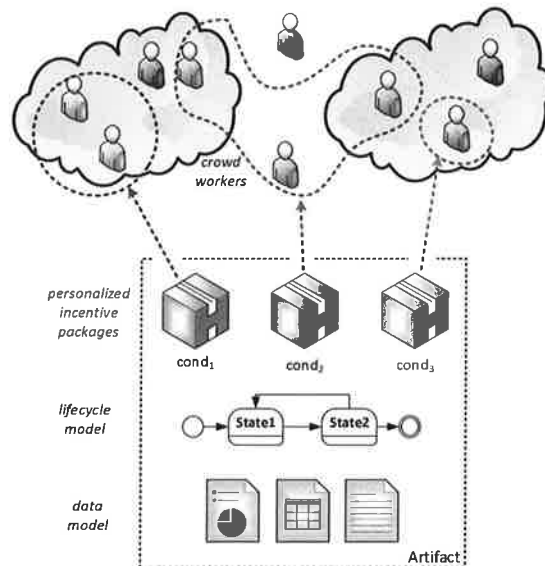 crowd
workers
personalized
incentive
packages
cond1
cond2
cond3
lifecycle
model
State1
State2
data
model
Artifact